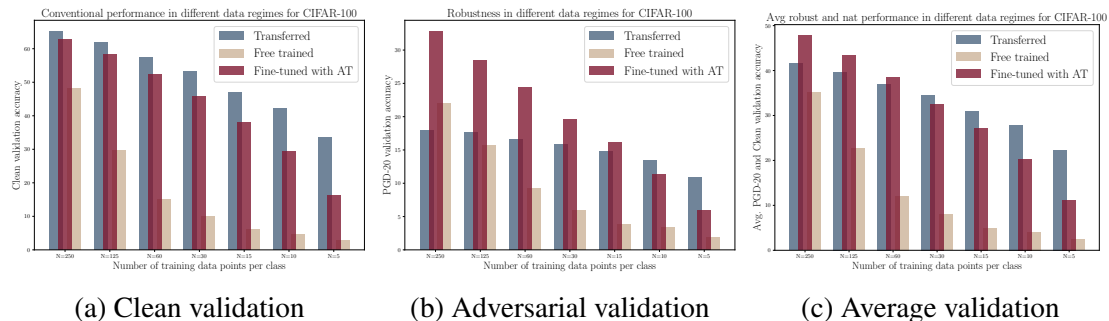 Conventional performance in different data regimes for CIFAR-100
Clean validation accuracy
60
50
40
30
20
10
0
Transferred
Free trained
Fine-tuned with AT
N=250 N=125 N=60 N=30 N=15 N=10 N=5
Number of training data points per class
(a) Clean validation
Robustness in different data regimes for CIFAR-100
PGD-20 validation accuracy
30
25
20
15
10
5
0
Transferred
Free trained
Fine-tuned with AT
N=250 N=125 N=60 N=30 N=15 N=10 N=5
Number of training data points per class
(b) Adversarial validation
Avg robust and nat performance in different data regimes for CIFAR-100
Avg. PGD-20 and Clean validation accuracy
50
40
30
20
10
0
Transferred
Free trained
Fine-tuned with AT
N=250 N=125 N=60 N=30 N=15 N=10 N=5
Number of training data points per class
(c) Average validation